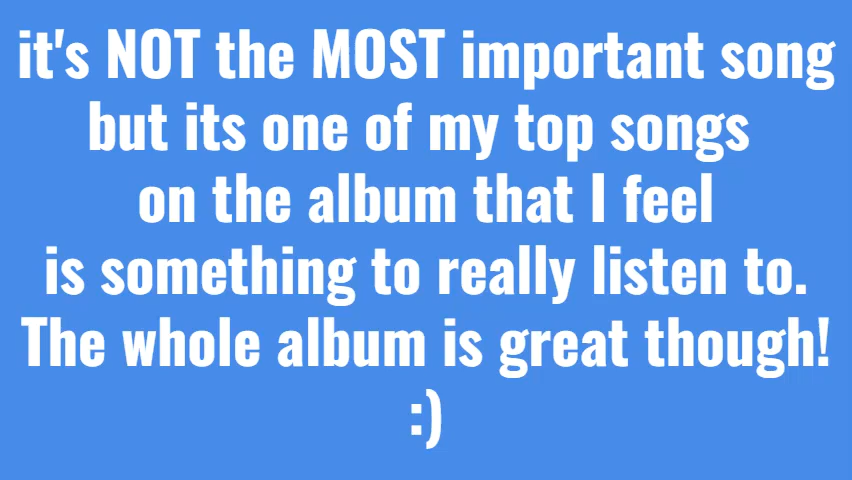 it's NOT the MOST important song
but its one of my top songs
on the album that I feel
is something to really listen to.
The whole album is great though!
:)